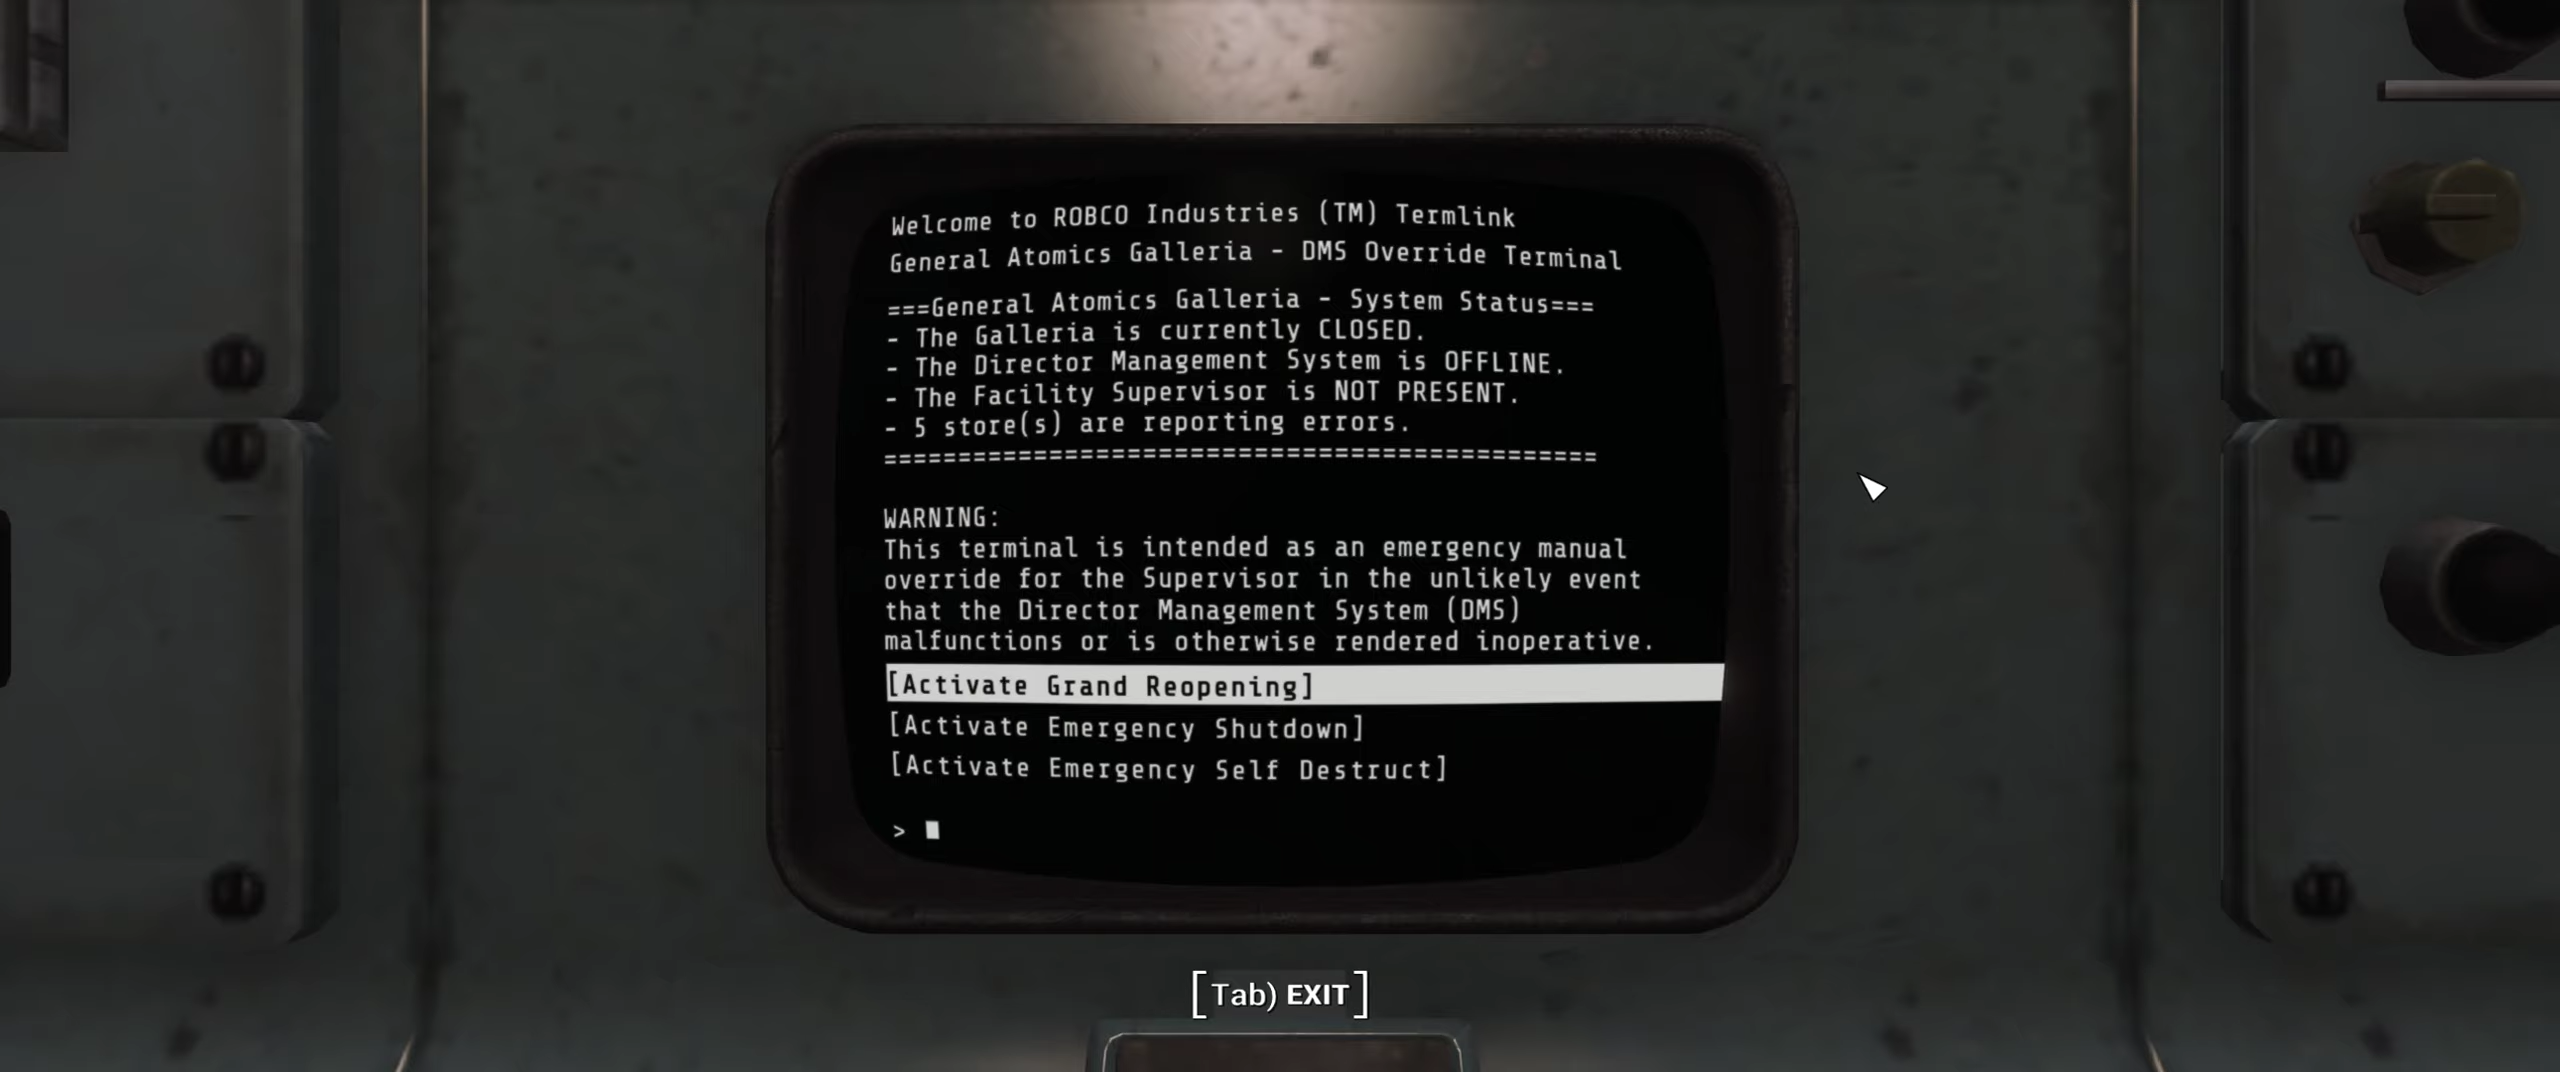 Welcome to ROBCO Industries (TM) Termlink
General Atomics Galleria - DMS Override Terminal
===General Atomics Galleria - System Status===
- The Galleria is currently CLOSED.
- The Director Management System is OFFLINE.
- The Facility Supervisor is NOT PRESENT.
- 5 store(s) are reporting errors.
================================================
WARNING:
This terminal is intended as an emergency manual
override for the Supervisor in the unlikely event
that the Director Management System (DMS)
malfunctions or is otherwise rendered inoperative.
[Activate Grand Reopening]
[Activate Emergency Shutdown]
[Activate Emergency Self Destruct]
>
[Tab) EXIT]